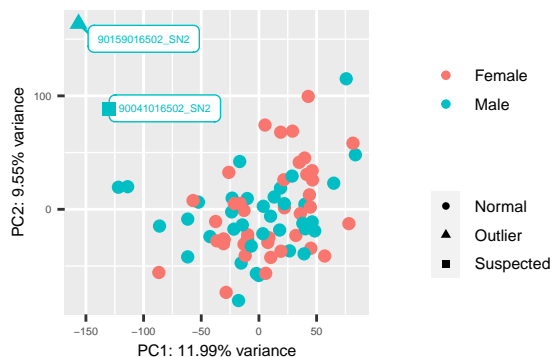 90159016502_SN2
90041016502_SN2
100
0
−150
−100
−50
0
50
PC1: 11.99% variance
PC2: 9.55% variance
Female
Male
Normal
Outlier
Suspected